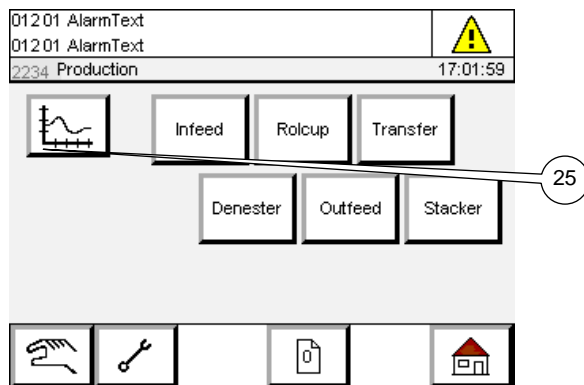 01201 AlarmText
01201 AlarmText
2234 Production 17:01:59
Infeed Rolcup Transfer
25
Denester Outfeed Stacker
0